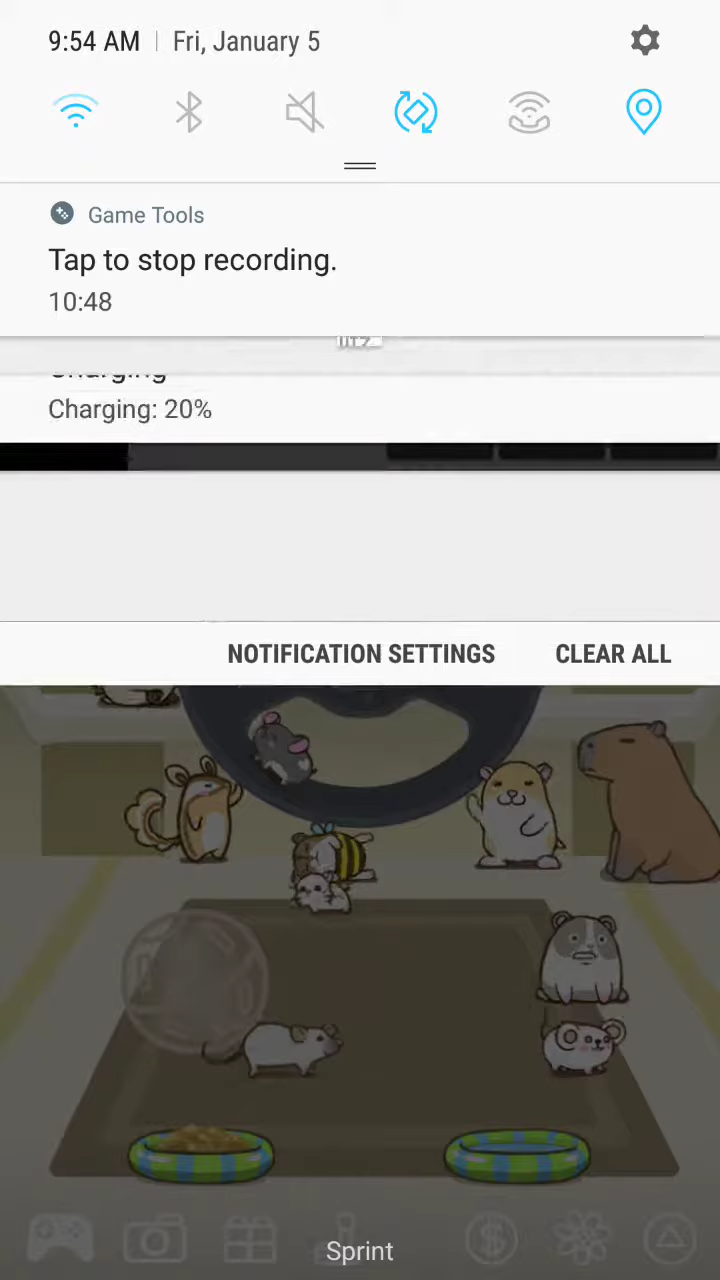 9:54 AM | Fri, January 5
Game Tools
Tap to stop recording.
10:48
Charging
Charging: 20%
NOTIFICATION SETTINGS CLEAR ALL
Sprint